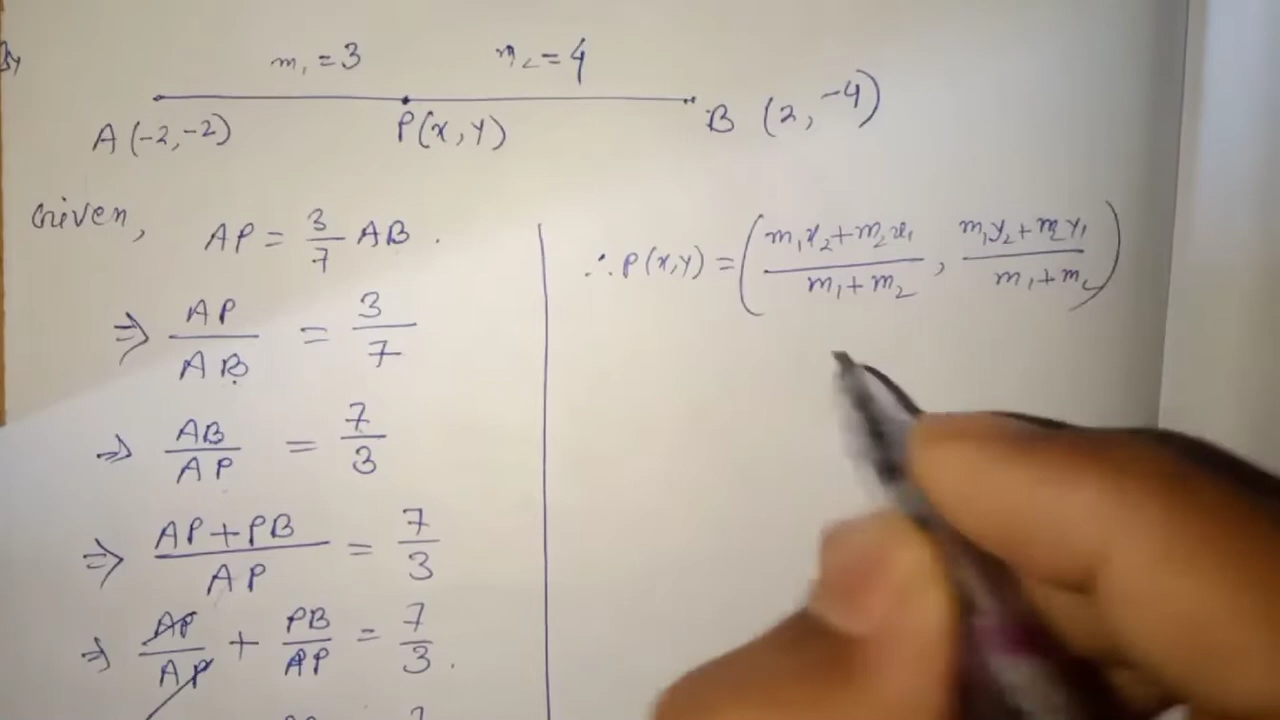 m₁ = 3 m₂ = 4
A (-2, -2) P(x, y) B (2, -4)
Given, AP = 3/7 AB.
⇒ AP/AB = 3/7
⇒ AB/AP = 7/3
⇒ (AP + PB)/AP = 7/3
⇒ AP/AP + PB/AP = 7/3.
∴ P(x, y) = ((m₁x₂ + m₂x₁)/(m₁ + m₂), (m₁y₂ + m₂y₁)/(m₁ + m₂))